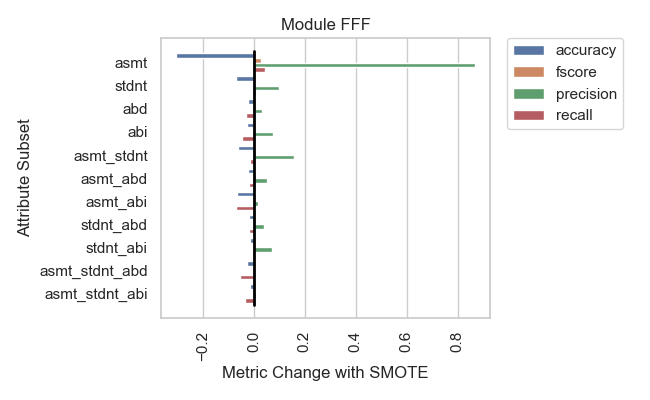 Module FFF
accuracy
fscore
precision
recall
Attribute Subset
asmt
stdnt
abd
abi
asmt_stdnt
asmt_abd
asmt_abi
stdnt_abd
stdnt_abi
asmt_stdnt_abd
asmt_stdnt_abi
−0.2
0.0
0.2
0.4
0.6
0.8
Metric Change with SMOTE